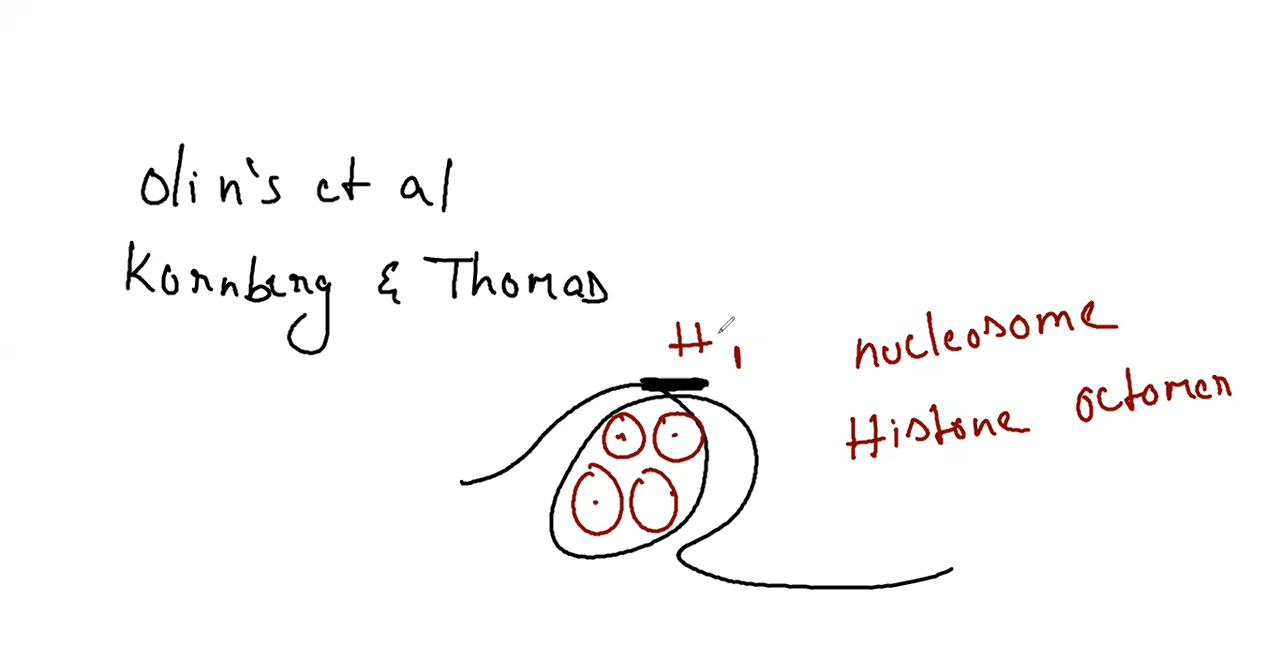 Olin's et al
Kornberg & Thomas
H1
nucleosome
Histone octomer